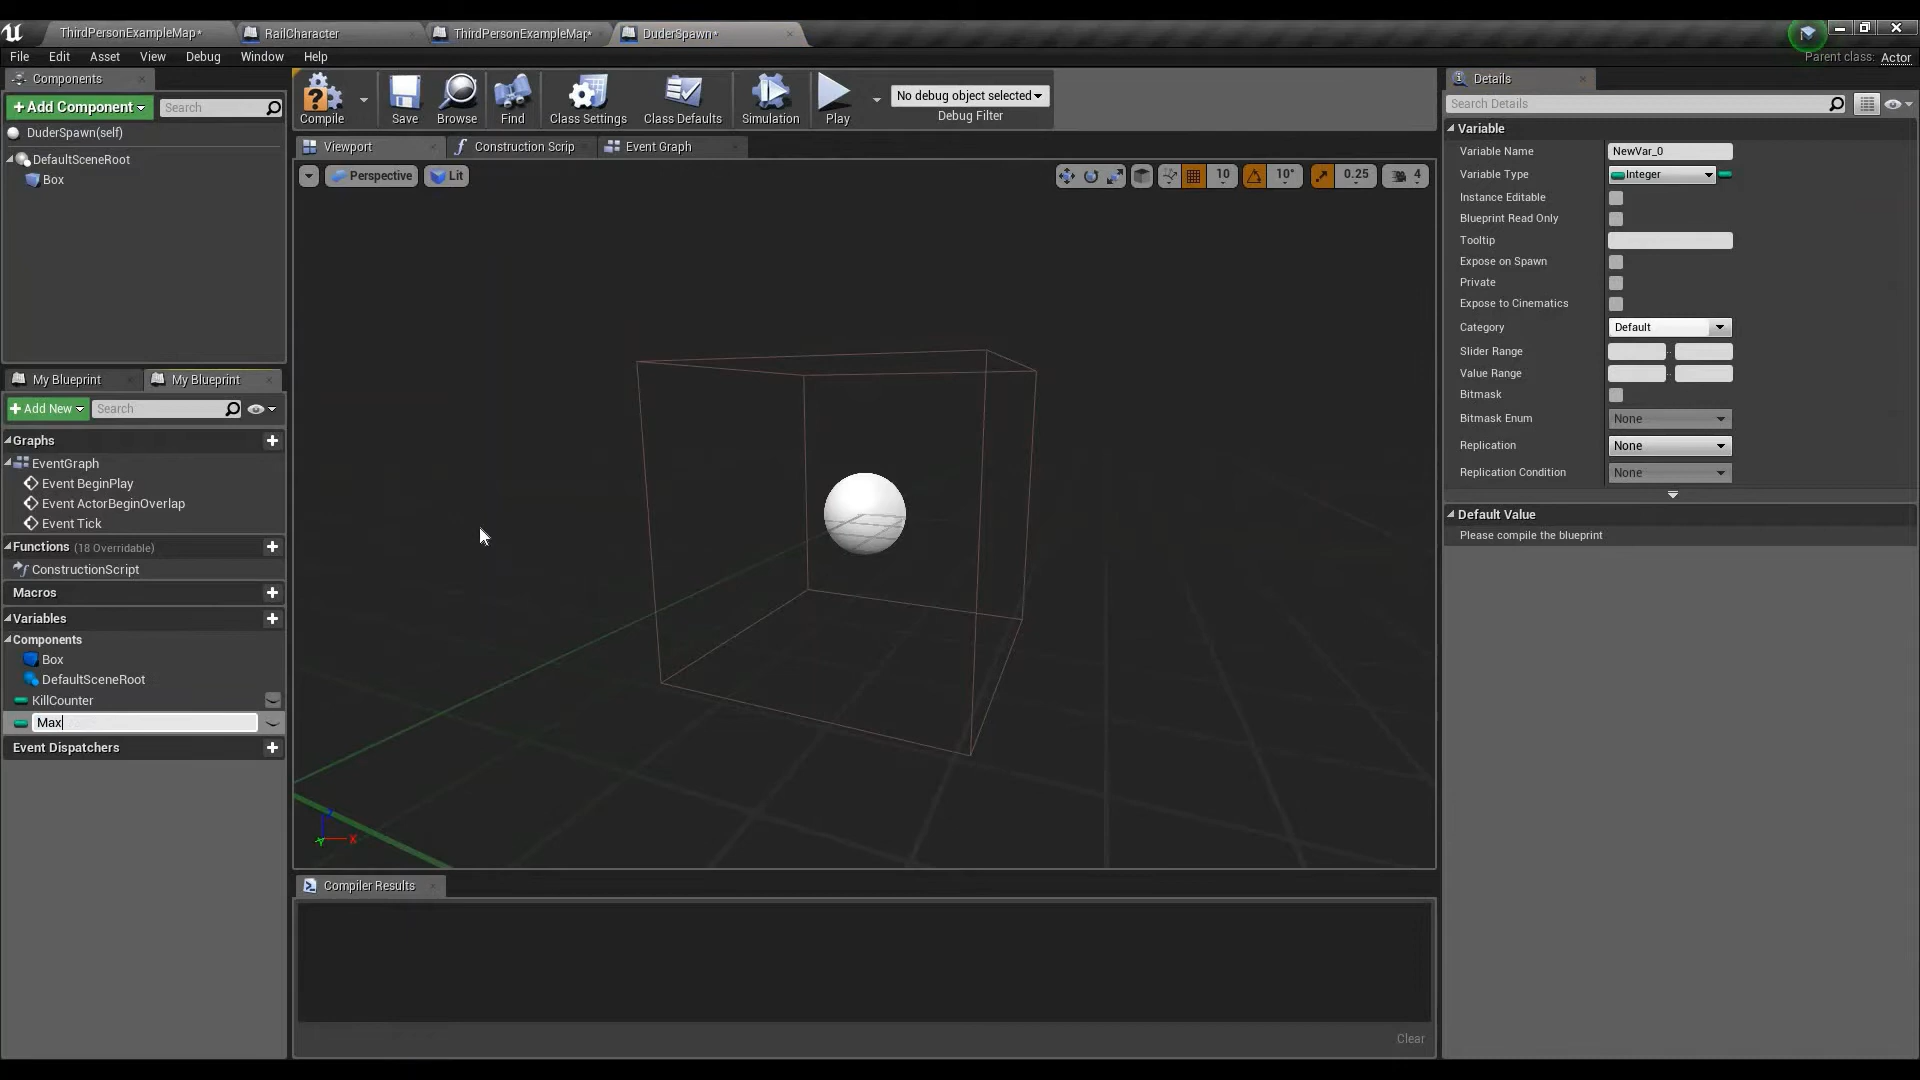 ThirdPersonExampleMap* RailCharacter ThirdPersonExampleMap* DuderSpawn*
File Edit Asset View Debug Window Help Parent class: Actor
Components
+Add Component Search
DuderSpawn(self)
DefaultSceneRoot
Box
Compile Save Browse Find Class Settings Class Defaults Simulation Play
No debug object selected
Debug Filter
Viewport Construction Scrip Event Graph
Perspective Lit 10 10° 0.25 4
My Blueprint My Blueprint
+Add New Search
Graphs
EventGraph
Event BeginPlay
Event ActorBeginOverlap
Event Tick
Functions (18 Overridable)
ConstructionScript
Macros
Variables
Components
Box
DefaultSceneRoot
KillCounter
Max
Event Dispatchers
Y X
Compiler Results
Clear
Details
Search Details
Variable
Variable Name NewVar_0
Variable Type Integer
Instance Editable
Blueprint Read Only
Tooltip
Expose on Spawn
Private
Expose to Cinematics
Category Default
Slider Range
Value Range
Bitmask
Bitmask Enum None
Replication None
Replication Condition None
Default Value
Please compile the blueprint